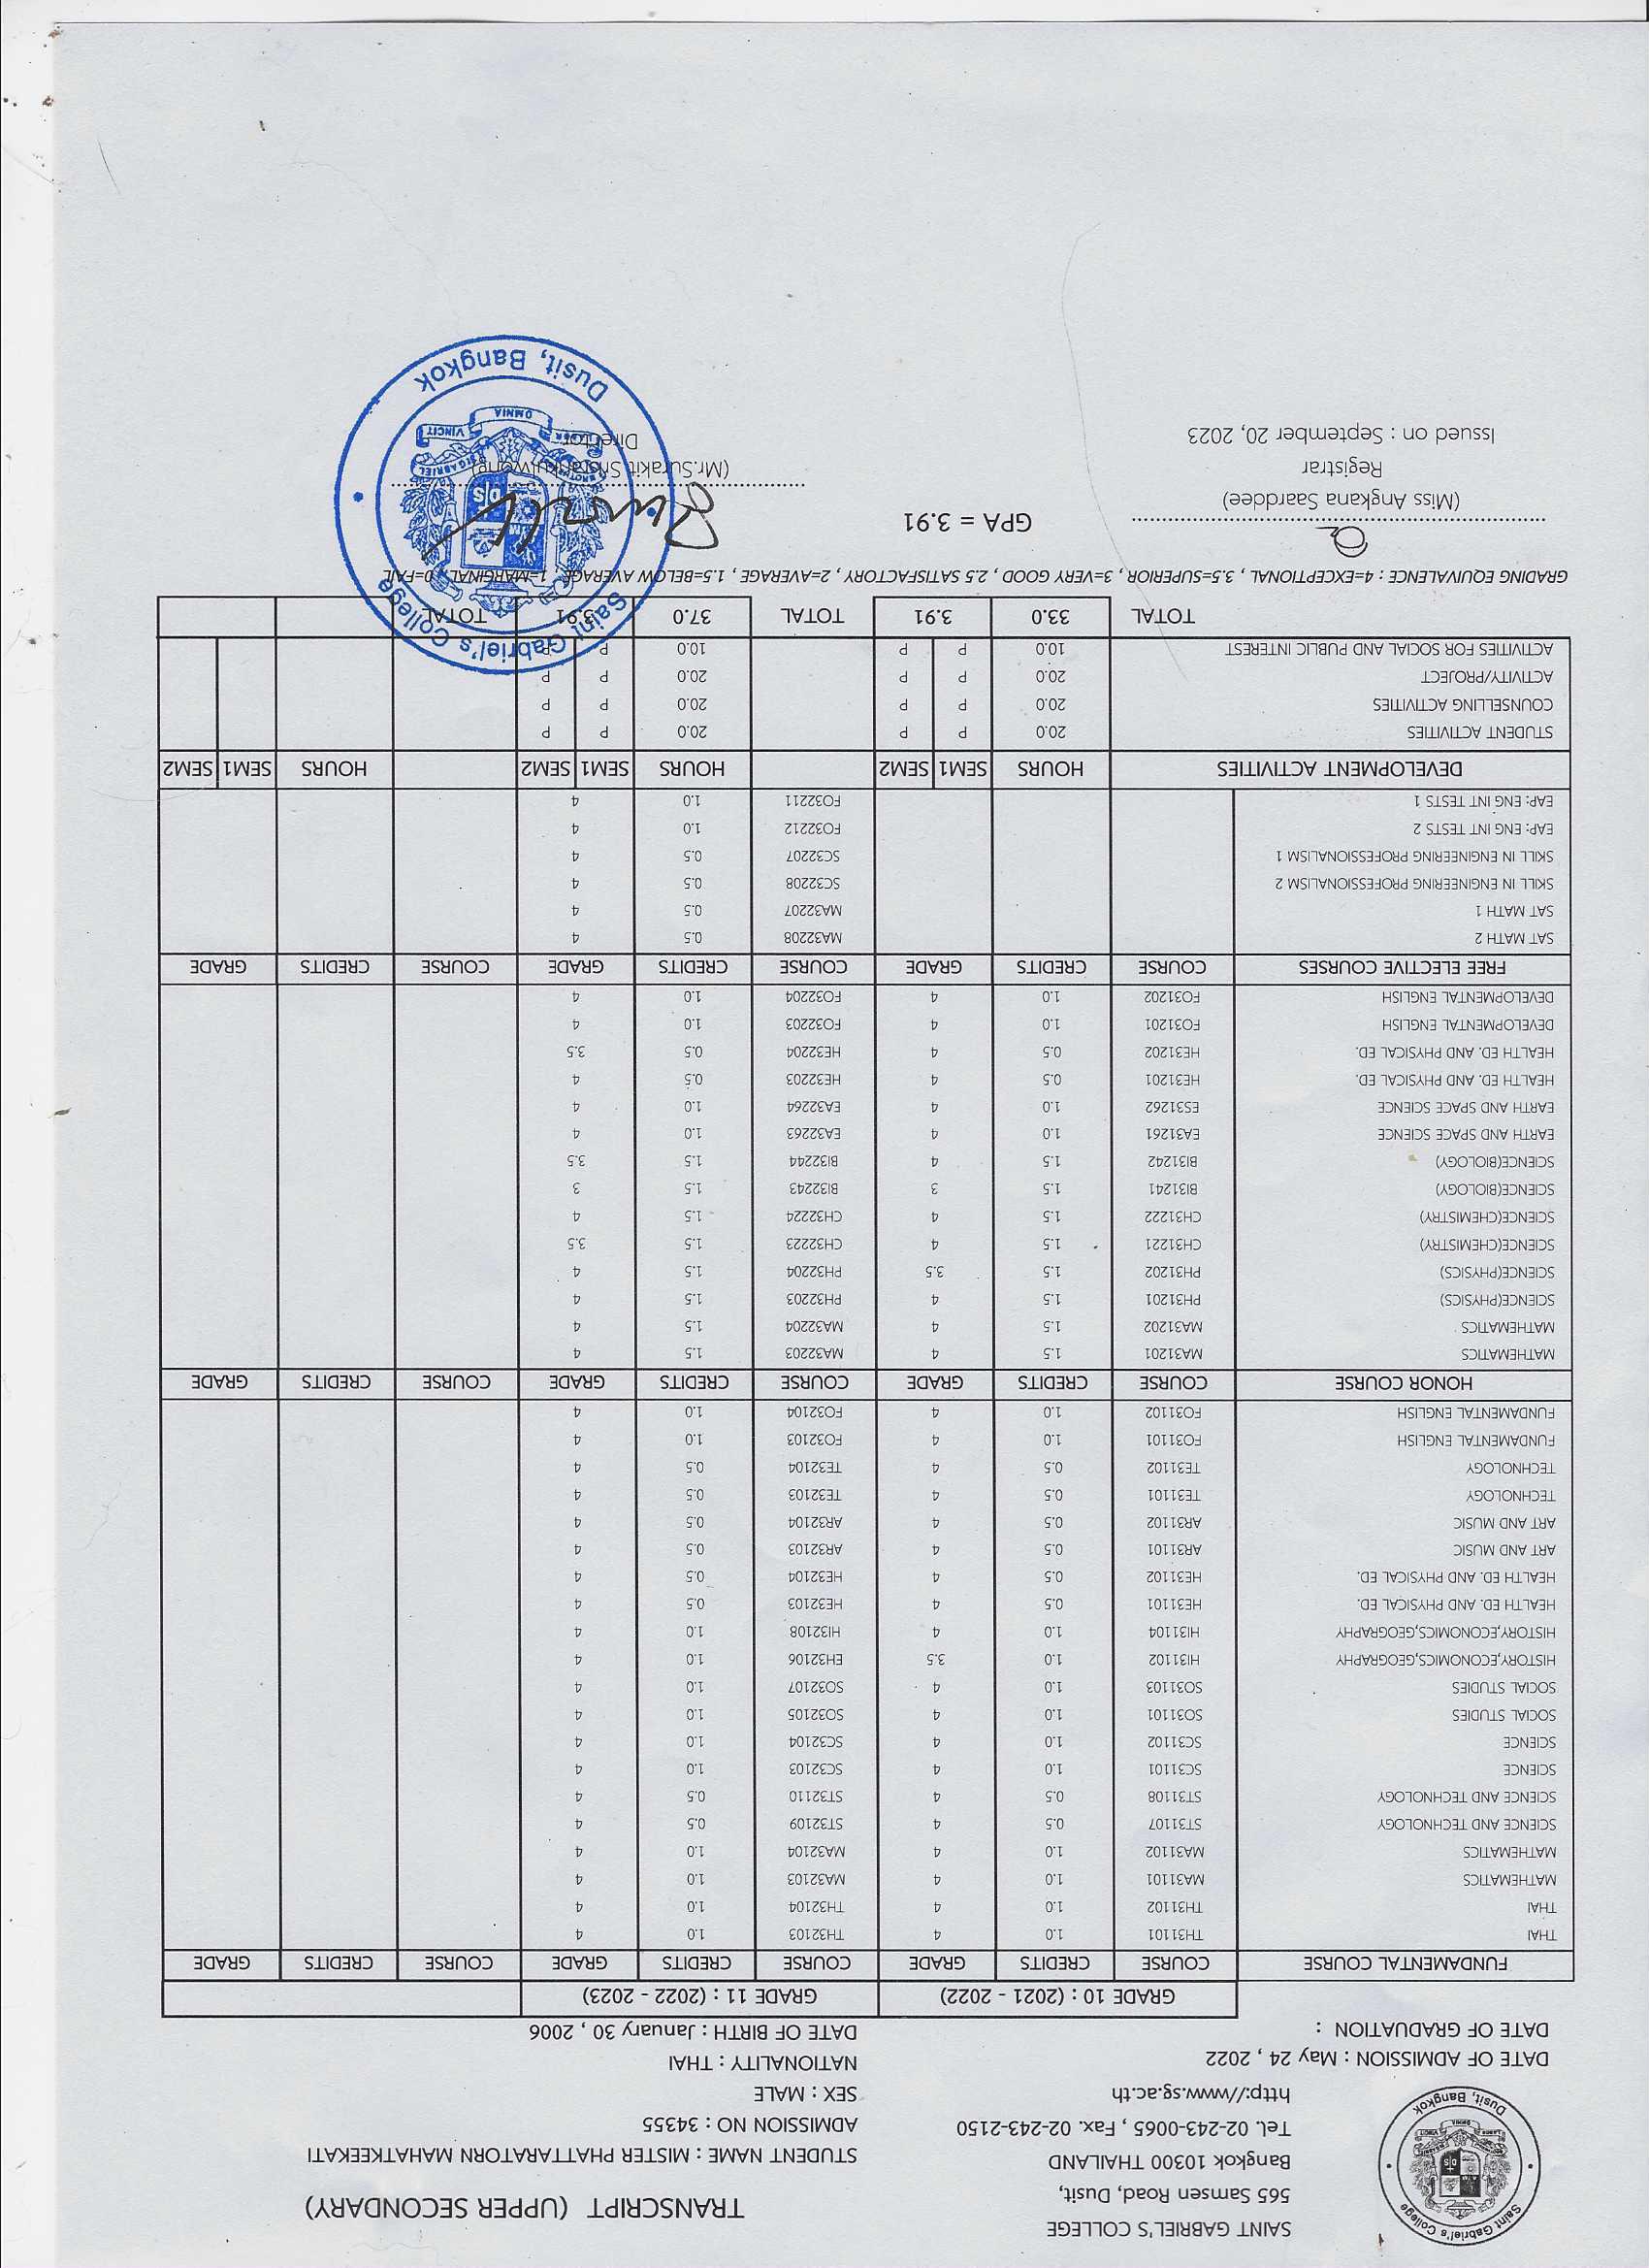 Saint Gabriel's College
Dusit, Bangkok
SAINT GABRIEL'S COLLEGE
565 Samsen Road, Dusit,
Bangkok 10300 THAILAND
Tel. 02-243-0065 , Fax. 02-243-2150
http://www.sg.ac.th
TRANSCRIPT (UPPER SECONDARY)
STUDENT NAME : MISTER PHATTARATORN MAHATKEEKATI
ADMISSION NO : 34355
SEX : MALE
NATIONALITY : THAI
DATE OF BIRTH : January 30 , 2006
DATE OF ADMISSION : May 24 , 2022
DATE OF GRADUATION :
GRADE 10 : (2021 - 2022) GRADE 11 : (2022 - 2023)
FUNDAMENTAL COURSE COURSE CREDITS GRADE COURSE CREDITS GRADE COURSE CREDITS GRADE
THAI TH31101 1.0 4 TH32103 1.0 4
THAI TH31102 1.0 4 TH32104 1.0 4
MATHEMATICS MA31101 1.0 4 MA32103 1.0 4
MATHEMATICS MA31102 1.0 4 MA32104 1.0 4
SCIENCE AND TECHNOLOGY ST31107 0.5 4 ST32109 0.5 4
SCIENCE AND TECHNOLOGY ST31108 0.5 4 ST32110 0.5 4
SCIENCE SC31101 1.0 4 SC32103 1.0 4
SCIENCE SC31102 1.0 4 SC32104 1.0 4
SOCIAL STUDIES SO31101 1.0 4 SO32105 1.0 4
SOCIAL STUDIES SO31103 1.0 4 SO32107 1.0 4
HISTORY,ECONOMICS,GEOGRAPHY HI31102 1.0 3.5 EH32106 1.0 4
HISTORY,ECONOMICS,GEOGRAPHY HI31104 1.0 4 HI32108 1.0 4
HEALTH ED. AND PHYSICAL ED. HE31101 0.5 4 HE32103 0.5 4
HEALTH ED. AND PHYSICAL ED. HE31102 0.5 4 HE32104 0.5 4
ART AND MUSIC AR31101 0.5 4 AR32103 0.5 4
ART AND MUSIC AR31102 0.5 4 AR32104 0.5 4
TECHNOLOGY TE31101 0.5 4 TE32103 0.5 4
TECHNOLOGY TE31102 0.5 4 TE32104 0.5 4
FUNDAMENTAL ENGLISH FO31101 1.0 4 FO32103 1.0 4
FUNDAMENTAL ENGLISH FO31102 1.0 4 FO32104 1.0 4
HONOR COURSE COURSE CREDITS GRADE COURSE CREDITS GRADE COURSE CREDITS GRADE
MATHEMATICS MA31201 1.5 4 MA32203 1.5 4
MATHEMATICS MA31202 1.5 4 MA32204 1.5 4
SCIENCE(PHYSICS) PH31201 1.5 4 PH32203 1.5 4
SCIENCE(PHYSICS) PH31202 1.5 3.5 PH32204 1.5 4
SCIENCE(CHEMISTRY) CH31221 1.5 4 CH32223 1.5 3.5
SCIENCE(CHEMISTRY) CH31222 1.5 4 CH32224 1.5 4
SCIENCE(BIOLOGY) BI31241 1.5 3 BI32243 1.5 3
SCIENCE(BIOLOGY) BI31242 1.5 4 BI32244 1.5 3.5
EARTH AND SPACE SCIENCE EA31261 1.0 4 EA32263 1.0 4
EARTH AND SPACE SCIENCE ES31262 1.0 4 EA32264 1.0 4
HEALTH ED. AND PHYSICAL ED. HE31201 0.5 4 HE32203 0.5 4
HEALTH ED. AND PHYSICAL ED. HE31202 0.5 4 HE32204 0.5 3.5
DEVELOPMENTAL ENGLISH FO31201 1.0 4 FO32203 1.0 4
DEVELOPMENTAL ENGLISH FO31202 1.0 4 FO32204 1.0 4
FREE ELECTIVE COURSES COURSE CREDITS GRADE COURSE CREDITS GRADE COURSE CREDITS GRADE
SAT MATH 2 MA32208 0.5 4
SAT MATH 1 MA32207 0.5 4
SKILL IN ENGINEERING PROFESSIONALISM 2 SC32208 0.5 4
SKILL IN ENGINEERING PROFESSIONALISM 1 SC32207 0.5 4
EAP: ENG INT TESTS 2 FO32212 1.0 4
EAP: ENG INT TESTS 1 FO32211 1.0 4
DEVELOPMENT ACTIVITIES HOURS SEM1 SEM2 HOURS SEM1 SEM2 HOURS SEM1 SEM2
STUDENT ACTIVITIES 20.0 P P 20.0 P P
COUNSELLING ACTIVITIES 20.0 P P 20.0 P P
ACTIVITY/PROJECT 20.0 P P 20.0 P P
ACTIVITIES FOR SOCIAL AND PUBLIC INTEREST 10.0 P P 10.0 P P
TOTAL 33.0 3.91 TOTAL 37.0 3.91 TOTAL
GRADING EQUIVALENCE : 4=EXCEPTIONAL , 3.5=SUPERIOR , 3=VERY GOOD , 2.5 SATISFACTORY , 2=AVERAGE , 1.5=BELOW AVERAGE , 1=MARGINAL , 0=FAIL
GPA = 3.91
(Miss Angkana Saarddee)
Registrar
Issued on : September 20, 2023
(Mr.Surakit
Director
Saint Gabriel's College
DS
GABRIEL
VINCIT
OMNIA
Dusit, Bangkok